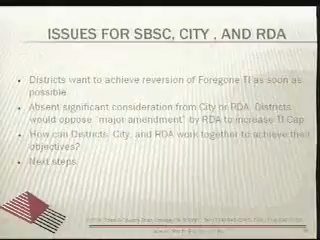 ISSUES FOR SBSC, CITY , AND RDA
Districts want to achieve reversion of Foregone TI as soon as
possible
Absent significant consideration from City or RDA, Districts
would oppose "major amendment" by RDA to increase TI Cap
How can Districts, City, and RDA work together to achieve their
objectives?
Next steps